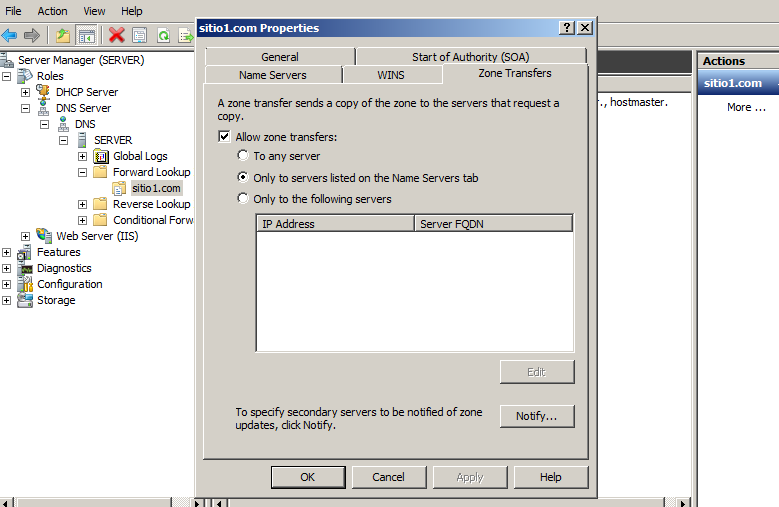 File Action View Help
Server Manager (SERVER)
Roles
DHCP Server
DNS Server
DNS
SERVER
Global Logs
Forward Lookup
sitio1.com
Reverse Lookup
Conditional Forw
Web Server (IIS)
Features
Diagnostics
Configuration
Storage
sitio1.com Properties
General Start of Authority (SOA)
Name Servers WINS Zone Transfers
A zone transfer sends a copy of the zone to the servers that request a
copy.
Allow zone transfers:
To any server
Only to servers listed on the Name Servers tab
Only to the following servers
IP Address Server FQDN
Edit
To specify secondary servers to be notified of zone
updates, click Notify.
Notify...
OK Cancel Apply Help
., hostmaster.
Actions
sitio1.com
More ...